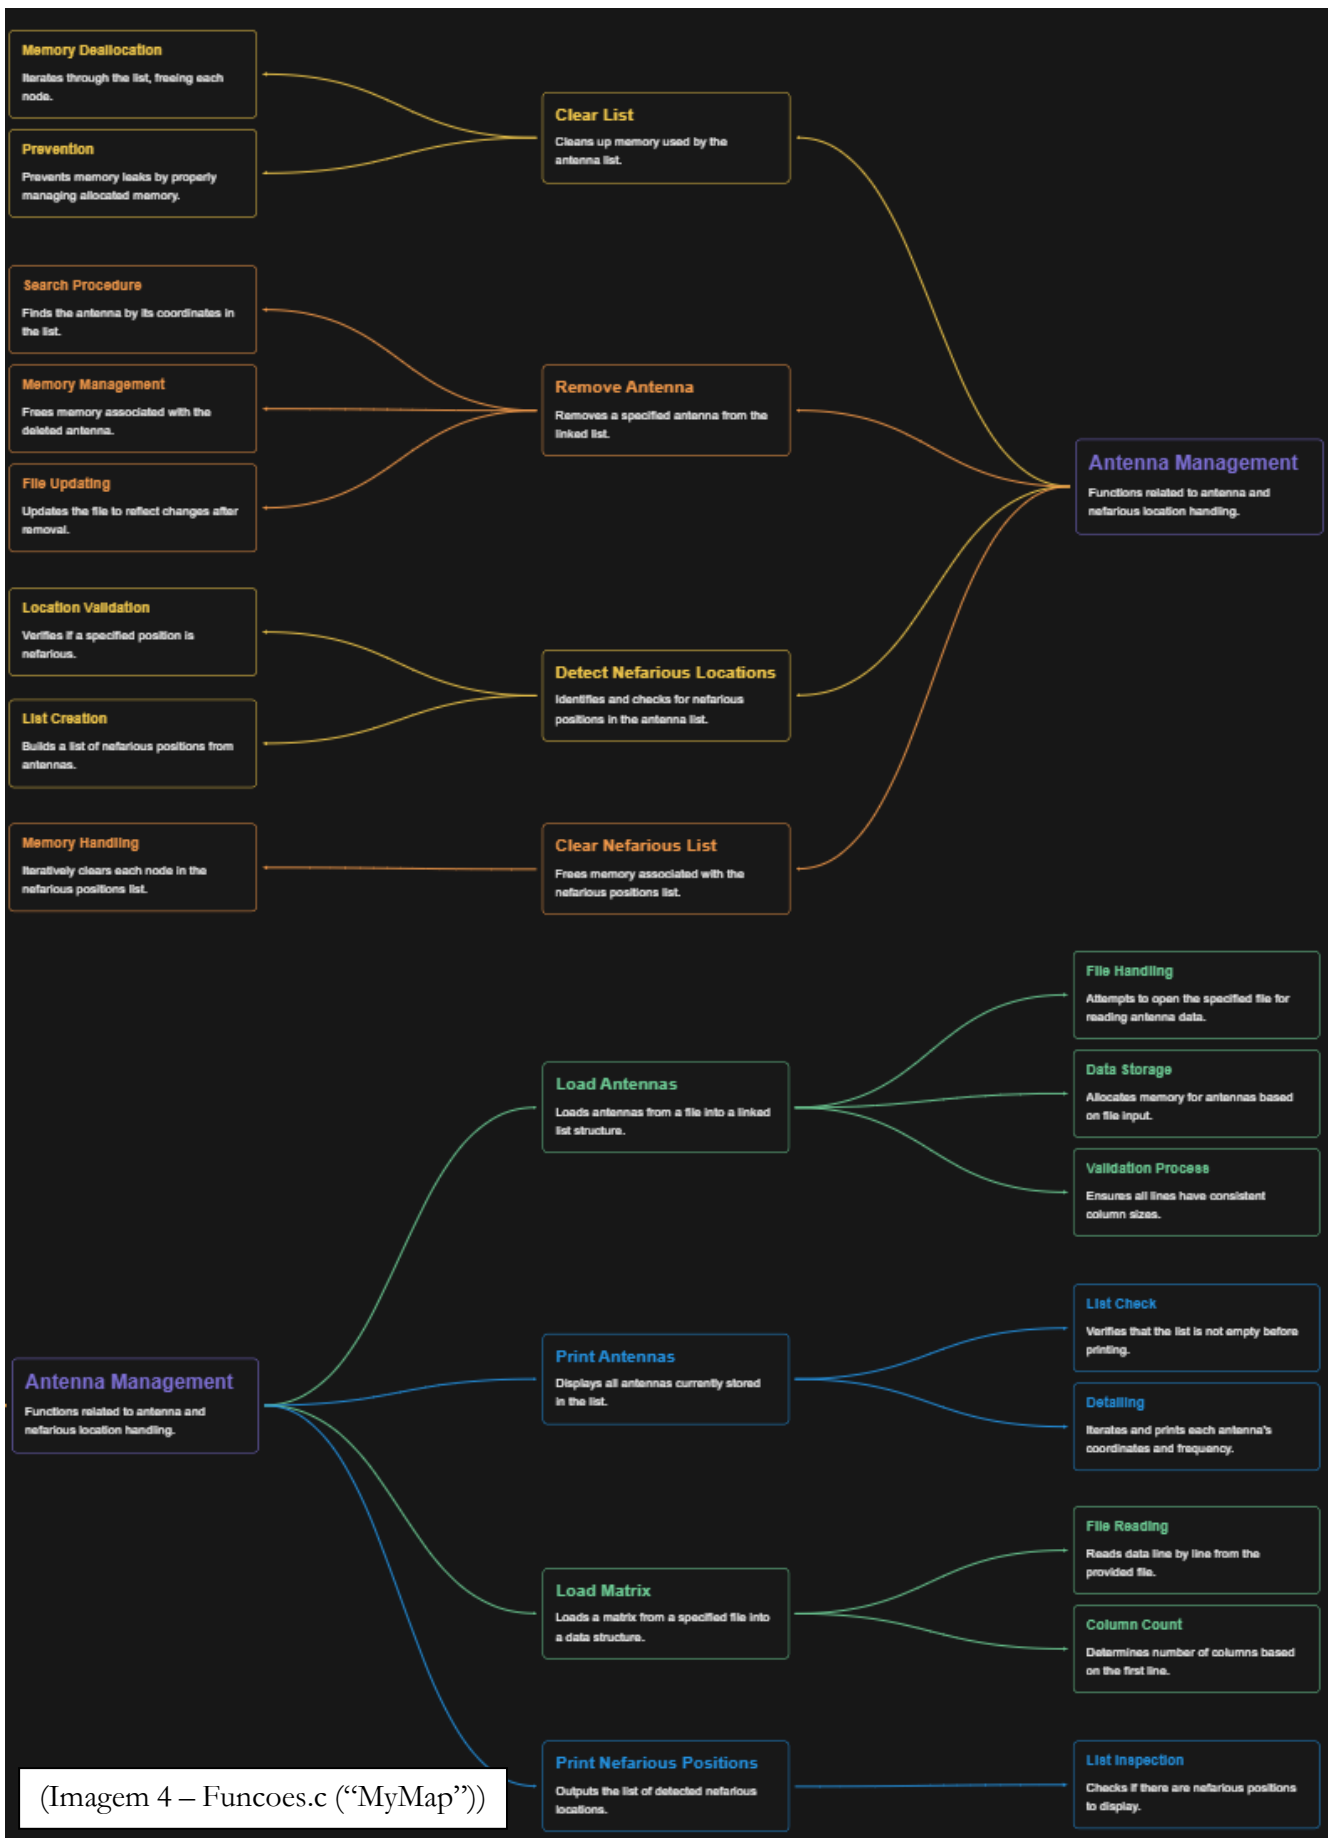 Memory Deallocation
Iterates through the list, freeing each
node.
Prevention
Prevents memory leaks by properly
managing allocated memory.
Clear List
Cleans up memory used by the
antenna list.
Search Procedure
Finds the antenna by its coordinates in
the list.
Memory Management
Frees memory associated with the
deleted antenna.
File Updating
Updates the file to reflect changes after
removal.
Remove Antenna
Removes a specified antenna from the
linked list.
Antenna Management
Functions related to antenna and
nefarious location handling.
Location Validation
Verifies if a specified position is
nefarious.
List Creation
Builds a list of nefarious positions from
antennas.
Detect Nefarious Locations
Identifies and checks for nefarious
positions in the antenna list.
Memory Handling
Iteratively clears each node in the
nefarious positions list.
Clear Nefarious List
Frees memory associated with the
nefarious positions list.
Antenna Management
Functions related to antenna and
nefarious location handling.
Load Antennas
Loads antennas from a file into a linked
list structure.
File Handling
Attempts to open the specified file for
reading antenna data.
Data Storage
Allocates memory for antennas based
on file input.
Validation Process
Ensures all lines have consistent
column sizes.
Print Antennas
Displays all antennas currently stored
in the list.
List Check
Verifies that the list is not empty before
printing.
Detailing
Iterates and prints each antenna's
coordinates and frequency.
Load Matrix
Loads a matrix from a specified file into
a data structure.
File Reading
Reads data line by line from the
provided file.
Column Count
Determines number of columns based
on the first line.
Print Nefarious Positions
Outputs the list of detected nefarious
locations.
List Inspection
Checks if there are nefarious positions
to display.
(Imagem 4 – Funcoes.c (“MyMap”))